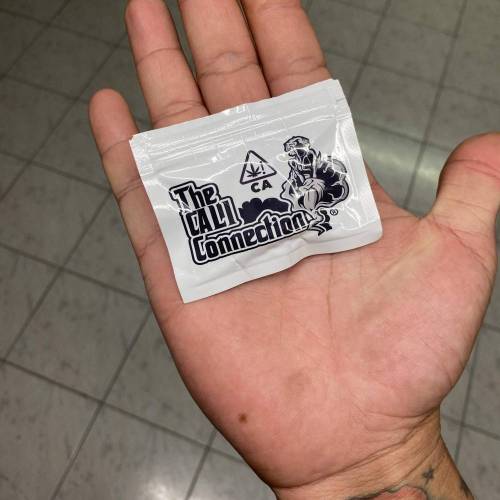 The
CALI
Connection
®
CA